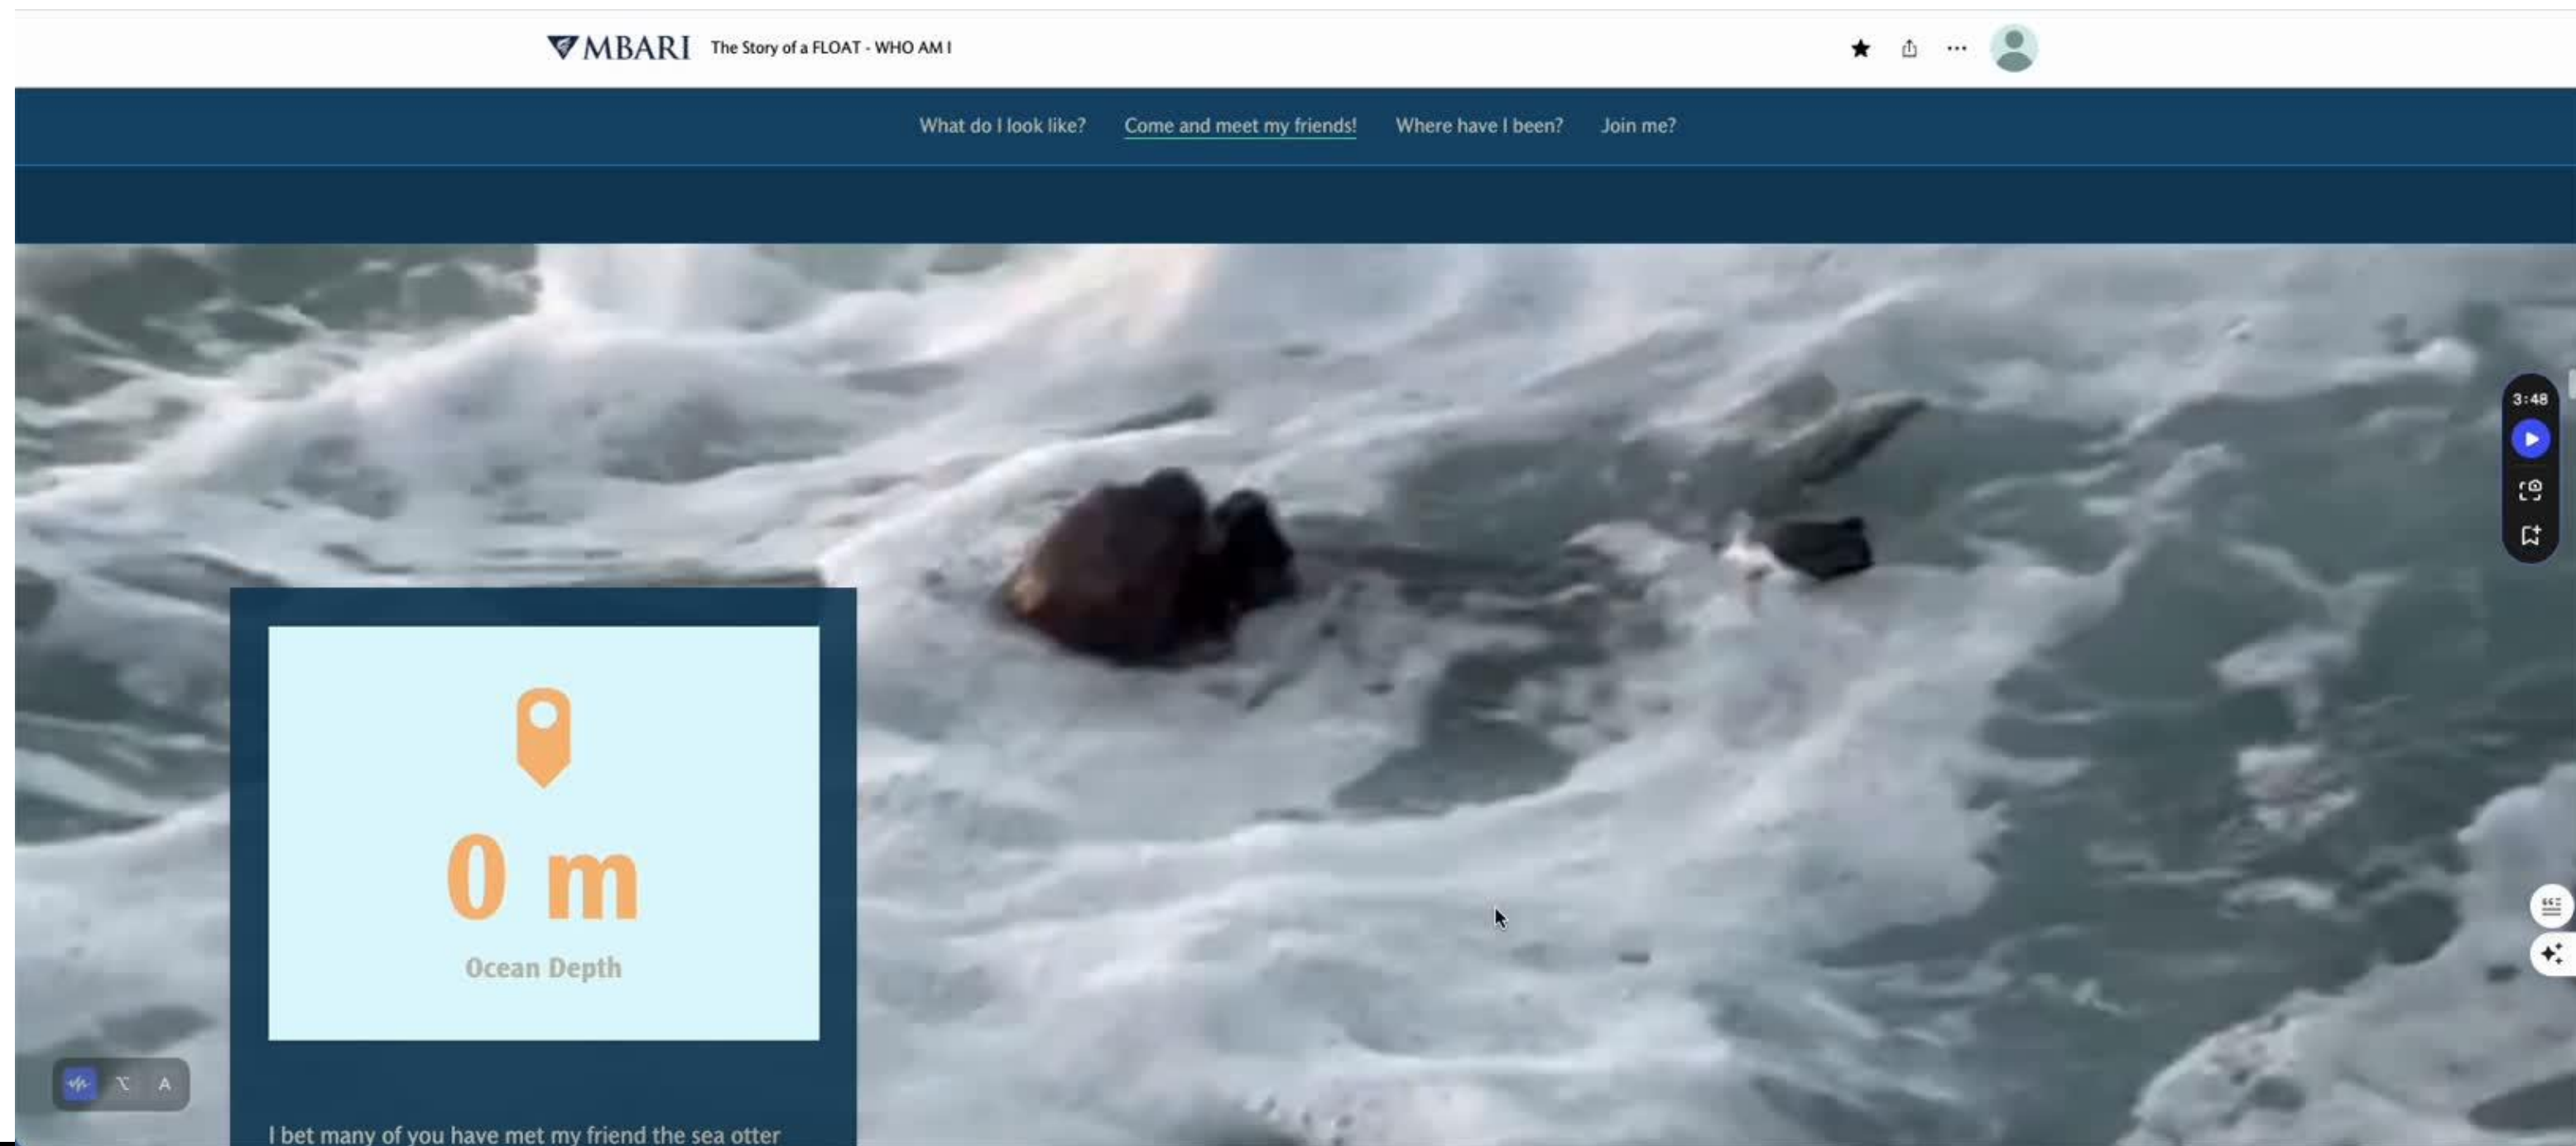 MBARI The Story of a FLOAT - WHO AM I
What do I look like? Come and meet my friends! Where have I been? Join me?
3:48
0 m
Ocean Depth
A
I bet many of you have met my friend the sea otter